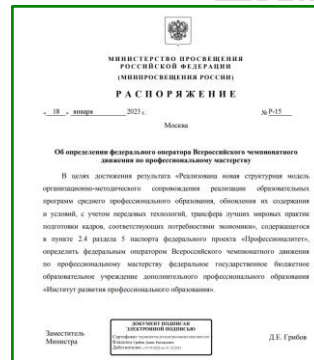 МИНИСТЕРСТВО ПРОСВЕЩЕНИЯ
РОССИЙСКОЙ ФЕДЕРАЦИИ
(МИНПРОСВЕЩЕНИЯ РОССИИ)
РАСПОРЯЖЕНИЕ
« 18 » января 2023 г. № Р-15
Москва
Об определении федерального оператора Всероссийского чемпионатного
движения по профессиональному мастерству
В целях достижения результата «Реализована новая структурная модель
организационно-методического сопровождения реализации образовательных
программ среднего профессионального образования, обновления их содержания
и условий, с учетом передовых технологий, трансфера лучших мировых практик
подготовки кадров, соответствующих потребностями экономики», содержащегося
в пункте 2.4 раздела 5 паспорта федерального проекта «Профессионалитет»,
определить федеральным оператором Всероссийского чемпионатного движения
по профессиональному мастерству федеральное государственное бюджетное
образовательное учреждение дополнительного профессионального образования
«Институт развития профессионального образования».
ДОКУМЕНТ ПОДПИСАН
ЭЛЕКТРОННОЙ ПОДПИСЬЮ
Заместитель
Министра Д.Е. Грибов